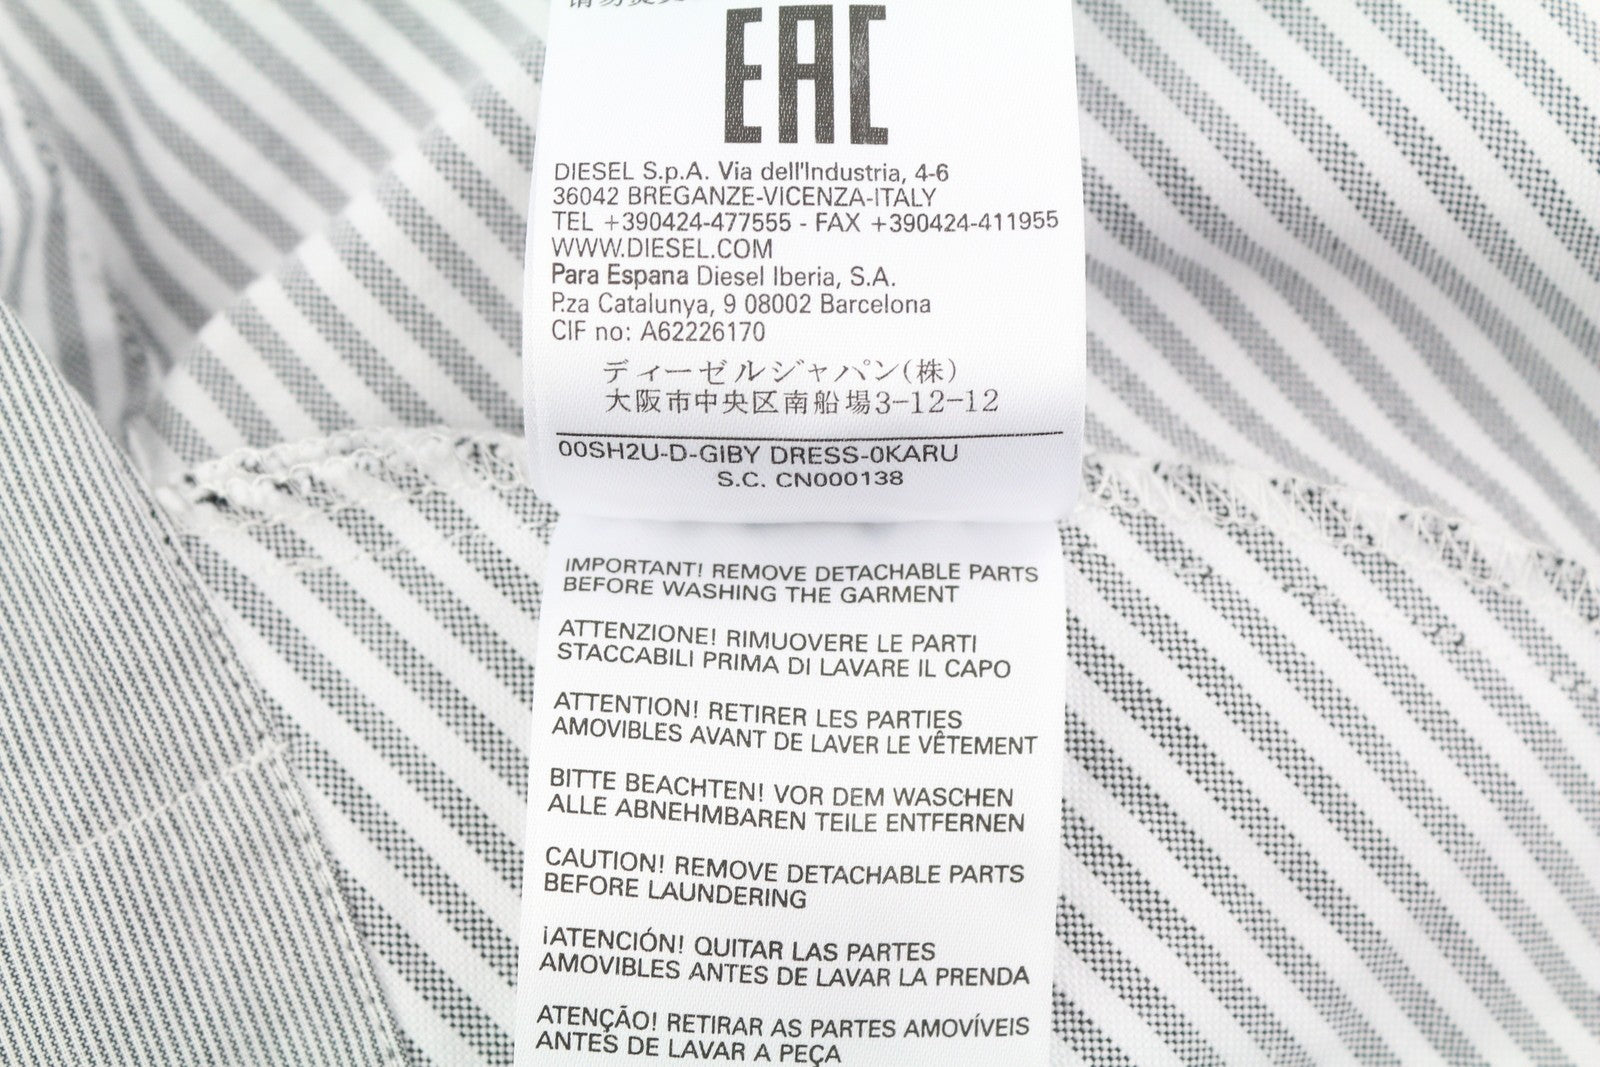 EAC
DIESEL S.p.A. Via dell'Industria, 4-6
36042 BREGANZE-VICENZA-ITALY
TEL +390424-477555 - FAX +390424-411955
WWW.DIESEL.COM
Para Espana Diesel Iberia, S.A.
P.za Catalunya, 9 08002 Barcelona
CIF no: A62226170
ディーゼルジャパン(株)
大阪市中央区南船場3-12-12
00SH2U-D-GIBY DRESS-0KARU
S.C. CN000138
IMPORTANT! REMOVE DETACHABLE PARTS
BEFORE WASHING THE GARMENT
ATTENZIONE! RIMUOVERE LE PARTI
STACCABILI PRIMA DI LAVARE IL CAPO
ATTENTION! RETIRER LES PARTIES
AMOVIBLES AVANT DE LAVER LE VÊTEMENT
BITTE BEACHTEN! VOR DEM WASCHEN
ALLE ABNEHMBAREN TEILE ENTFERNEN
CAUTION! REMOVE DETACHABLE PARTS
BEFORE LAUNDERING
¡ATENCIÓN! QUITAR LAS PARTES
AMOVIBLES ANTES DE LAVAR LA PRENDA
ATENÇÃO! RETIRAR AS PARTES AMOVÍVEIS
ANTES DE LAVAR A PEÇA